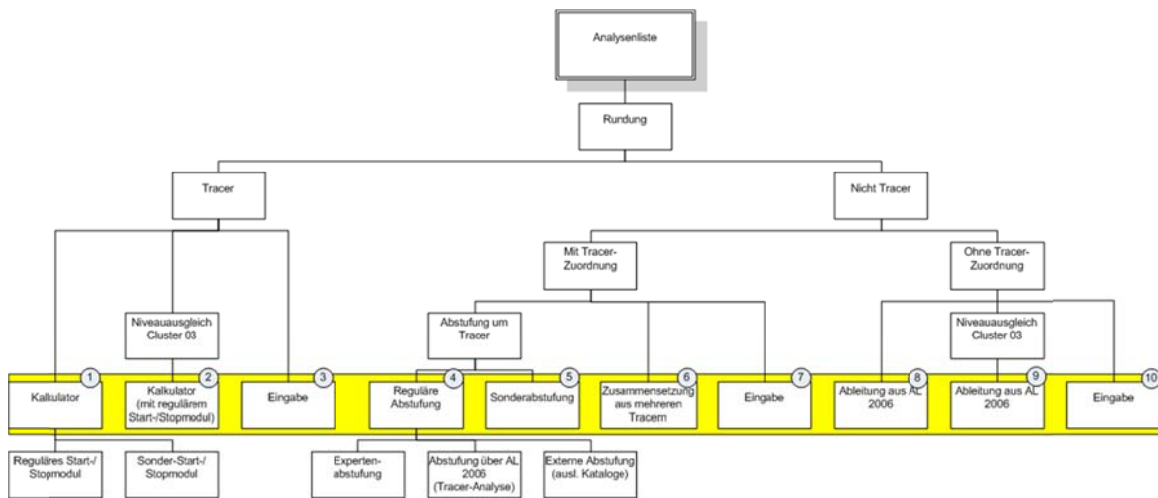 Analysenliste
Rundung
Tracer
Nicht Tracer
Mit Tracer-
Zuordnung
Ohne Tracer-
Zuordnung
Niveauausgleich
Cluster 03
Abstufung um
Tracer
Niveauausgleich
Cluster 03
1
Kalkulator
2
Kalkulator
(mit regulärem
Start-/Stopmodul)
3
Eingabe
4
Reguläre
Abstufung
5
Sonderabstufung
6
Zusammensetzung
aus mehreren
Tracern
7
Eingabe
8
Ableitung aus AL
2006
9
Ableitung aus AL
2006
10
Eingabe
Reguläres Start-/
Stopmodul
Sonder-Start-/
Stopmodul
Experten-
abstufung
Abstufung über AL
2006
(Tracer-Analyse)
Externe Abstufung
(ausl. Kataloge)